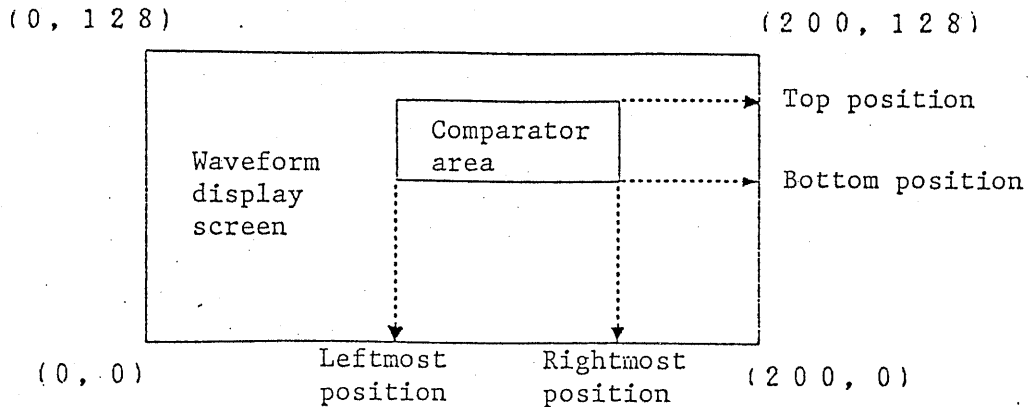 (0, 128)
(200, 128)
Top position
Comparator
area
Waveform
display
screen
Bottom position
Leftmost
position
Rightmost
position
(0, 0)
(200, 0)